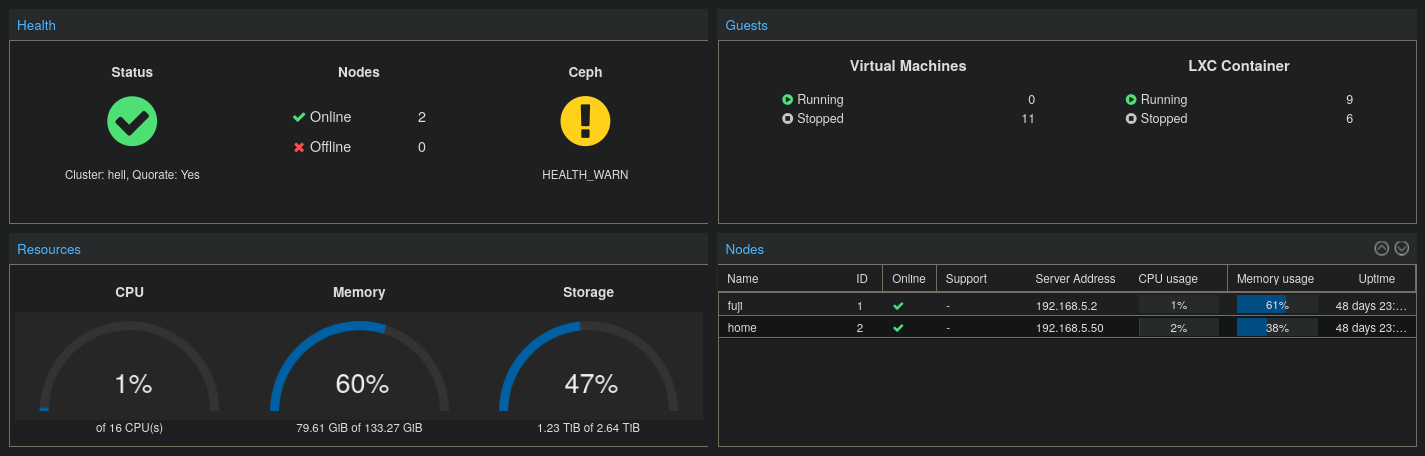 Health
Status Nodes Ceph
Online 2
Offline 0
Cluster: hell, Quorate: Yes
HEALTH_WARN
Guests
Virtual Machines LXC Container
Running 0 Running 9
Stopped 11 Stopped 6
Resources
CPU Memory Storage
1% 60% 47%
of 16 CPU(s) 79.61 GiB of 133.27 GiB 1.23 TiB of 2.64 TiB
Nodes
Name ID Online Support Server Address CPU usage Memory usage Uptime
fuji 1 - 192.168.5.2 1% 61% 48 days 23:...
home 2 - 192.168.5.50 2% 38% 48 days 23:...